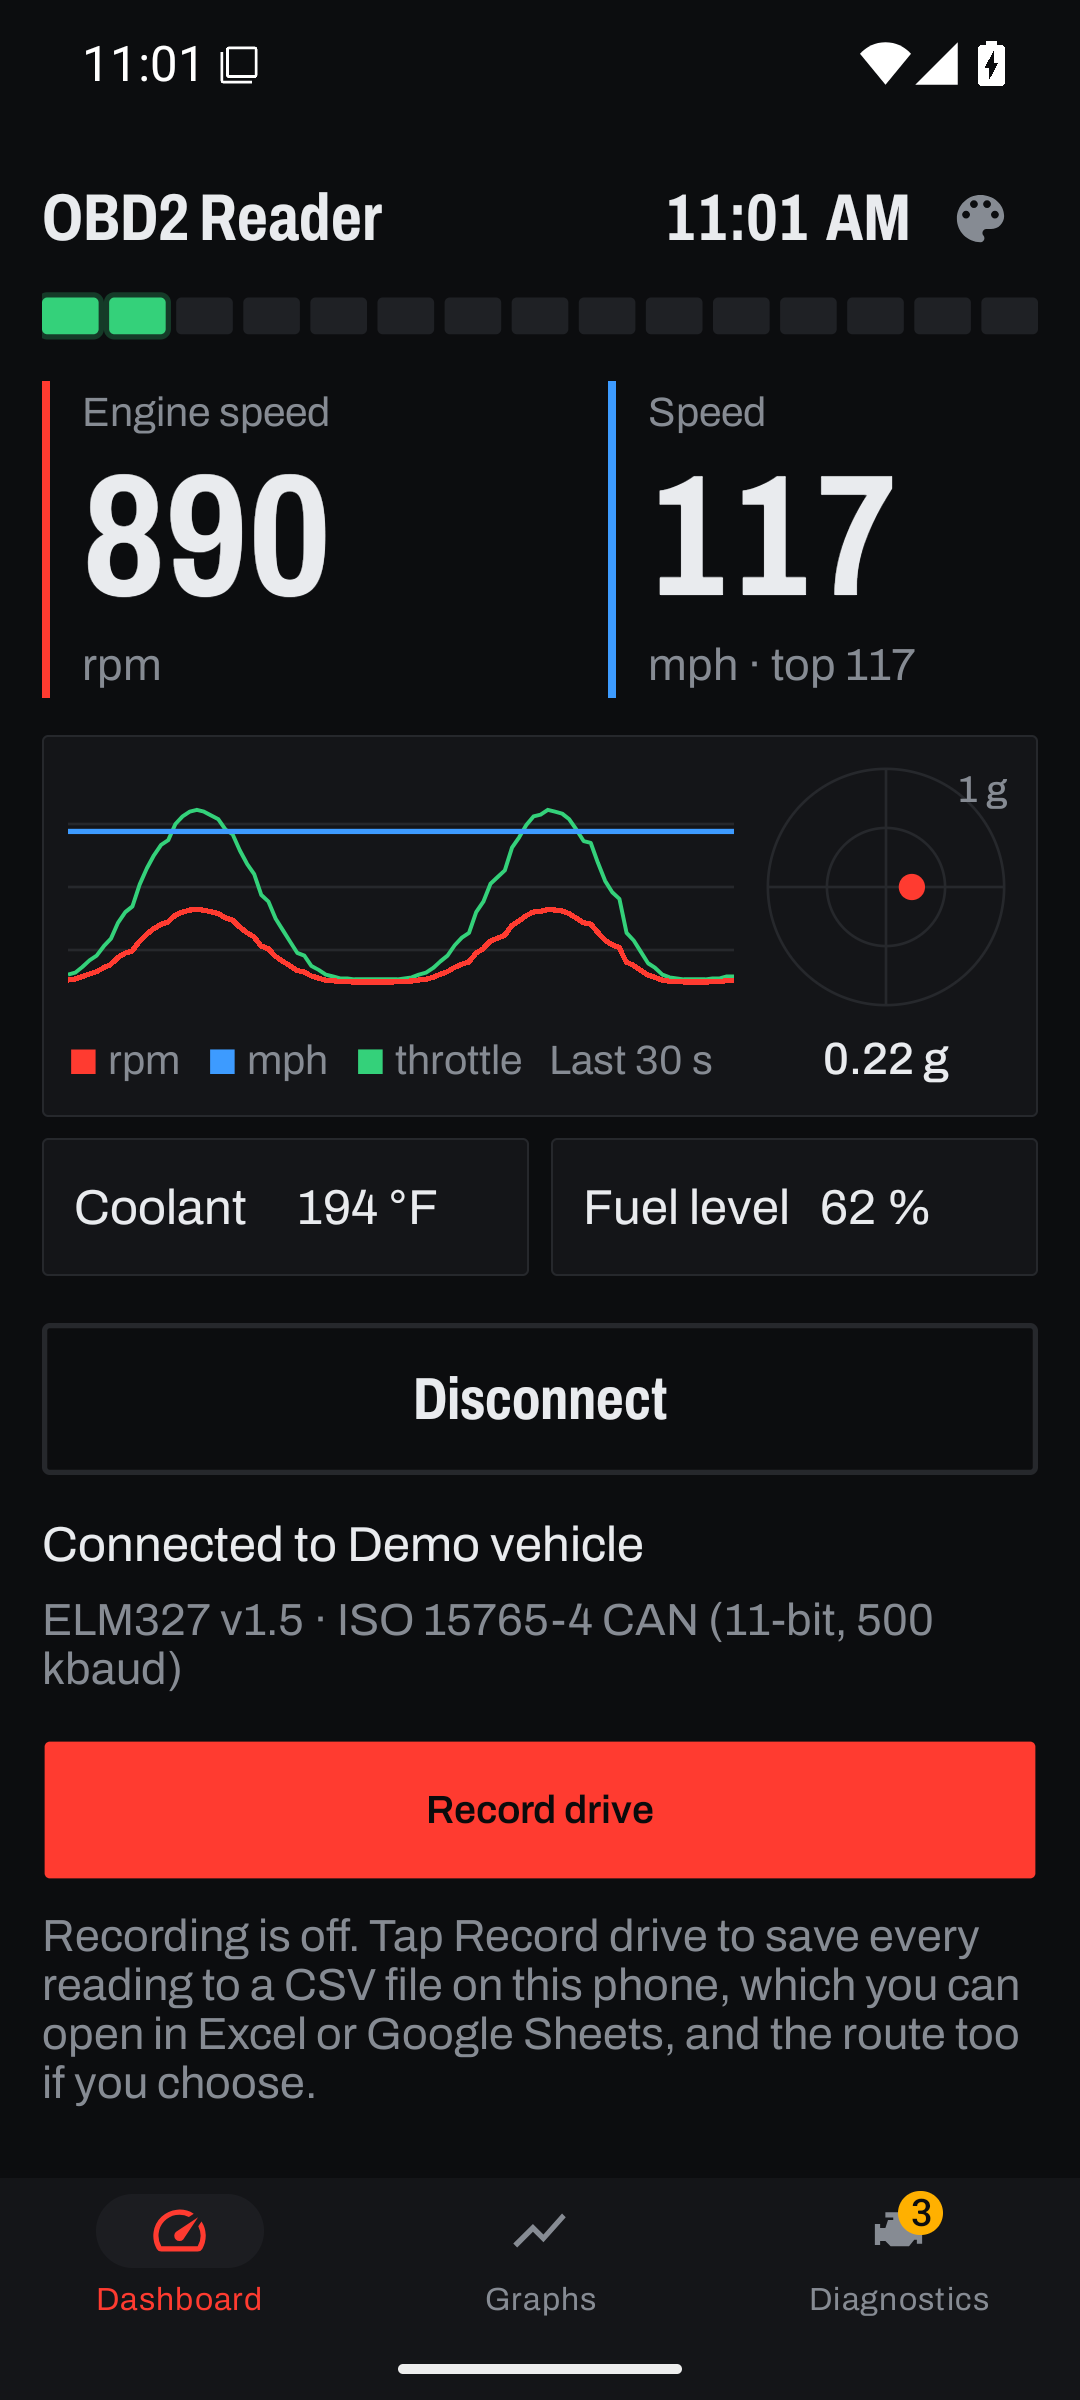 11:01
OBD2 Reader
11:01 AM
Engine speed
890
rpm
Speed
117
mph · top 117
1 g
rpm
mph
throttle
Last 30 s
0.22 g
Coolant 194 °F
Fuel level 62 %
Disconnect
Connected to Demo vehicle
ELM327 v1.5 · ISO 15765-4 CAN (11-bit, 500
kbaud)
Record drive
Recording is off. Tap Record drive to save every
reading to a CSV file on this phone, which you can
open in Excel or Google Sheets, and the route too
if you choose.
Dashboard
Graphs
3
Diagnostics